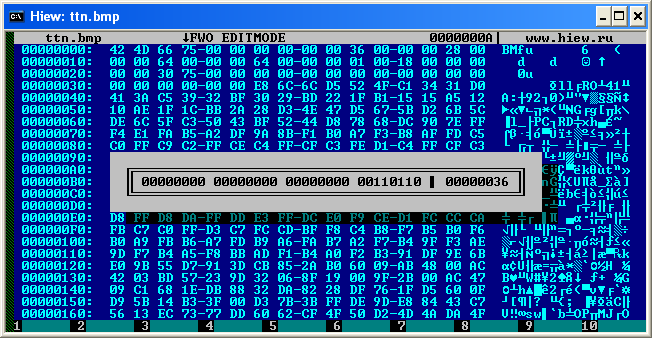 Hiew: ttn.bmp
ttn.bmp ↓FWO EDITMODE 0000000A www.hiew.ru
00000000: 42 4D 66 75-00 00 00 00-00 00 36 00-00 00 28 00 BMfu 6 (
00000010: 00 00 64 00-00 00 64 00-00 00 01 00-18 00 00 00 d d
00000020: 00 00 30 75-00 00 00 00-00 00 00 00-00 00 00 00 0u
00000030: 00 00 00 00-00 00 E8 6C-6C D5 52 4F-C1 34 31 D0
00000040: 41 3A C5 39-32 BF 30 29-BD 22 1F B1-15 15 A5 12
00000050: 10 AE 1F 1C-BB 2A 28 D3-4E 47 D5 67-5B D2 6B 5C
00000060: DE 6C 5F C3-50 43 BF 52-44 D8 78 68-DC 90 7E FF
00000070: F4 E1 FA B5-A2 DF 9A 8B-F1 B0 A7 F3-B8 AF FD C5
00000080: C0 FF C9 C2-FF CE C4 FF-CF C3 FE D1-C4 FF CF C3
00000090:
000000A0:
000000B0: 00000000 00000000 00000000 00110110 00000036
000000C0:
000000D0:
000000E0: D8 FF D8 DA-FF DD E3 FF-DC E0 F9 CE-D1 FC CC CA
000000F0: FB C7 C0 FF-D3 C7 FC CD-BF F8 C4 B8-F7 B5 B0 F6
00000100: B0 A9 FB B6-A7 FD B9 A6-FA B7 A2 F7-B4 9F F3 AE
00000110: 9D F7 B4 A5-F8 BB AD F1-B4 A0 F2 B3-91 DF 9E 6B
00000120: E0 9B 55 D7-91 3D CB 85-2A B0 60 09-AB 48 00 AC
00000130: 42 03 BD 57-23 9D 32 06-8F 19 00 9F-2B 00 AC 47
00000140: 09 C1 68 1E-DB 88 32 DA-82 28 DF 76-1F D5 60 0F
00000150: D9 5B 14 B3-3F 00 D3 7B-3B FF DE 9D-E8 84 43 C7
00000160: 56 13 EC 73-77 DD 60 62-CF 4F 50 D2-4D 4A DA 4F
1 2 3 4 5 6 7 8 9 10